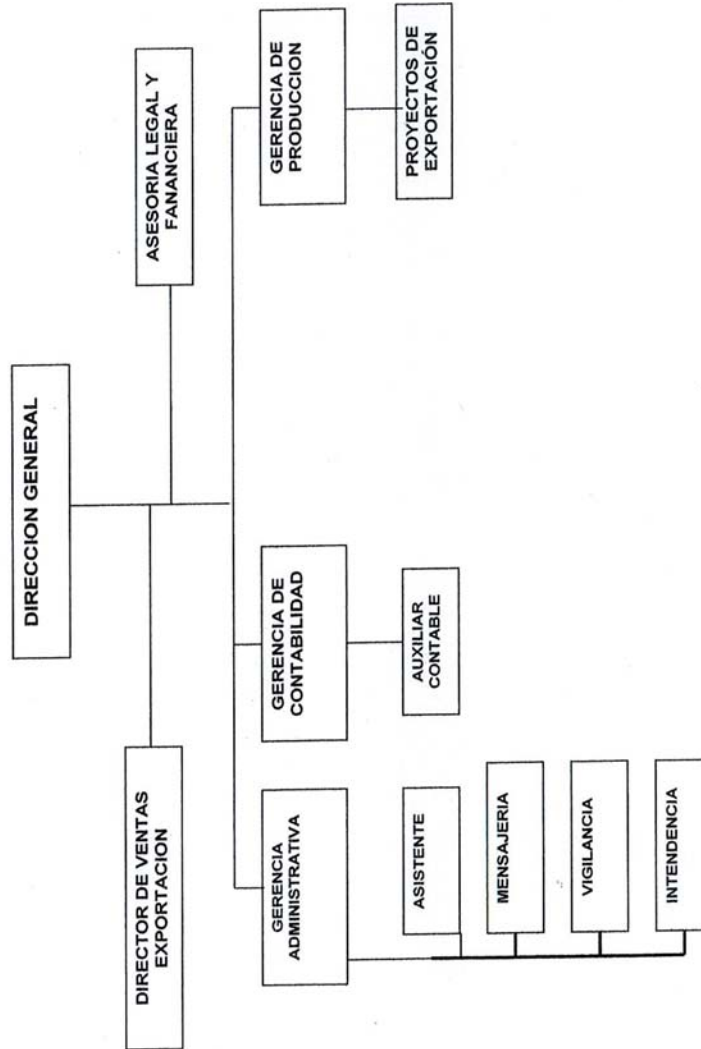 DIRECCION GENERAL
DIRECTOR DE VENTAS
EXPORTACION
ASESORIA LEGAL Y
FANANCIERA
GERENCIA
ADMINISTRATIVA
GERENCIA DE
CONTABILIDAD
GERENCIA DE
PRODUCCION
ASISTENTE
MENSAJERIA
VIGILANCIA
INTENDENCIA
AUXILIAR
CONTABLE
PROYECTOS DE
EXPORTACIÓN